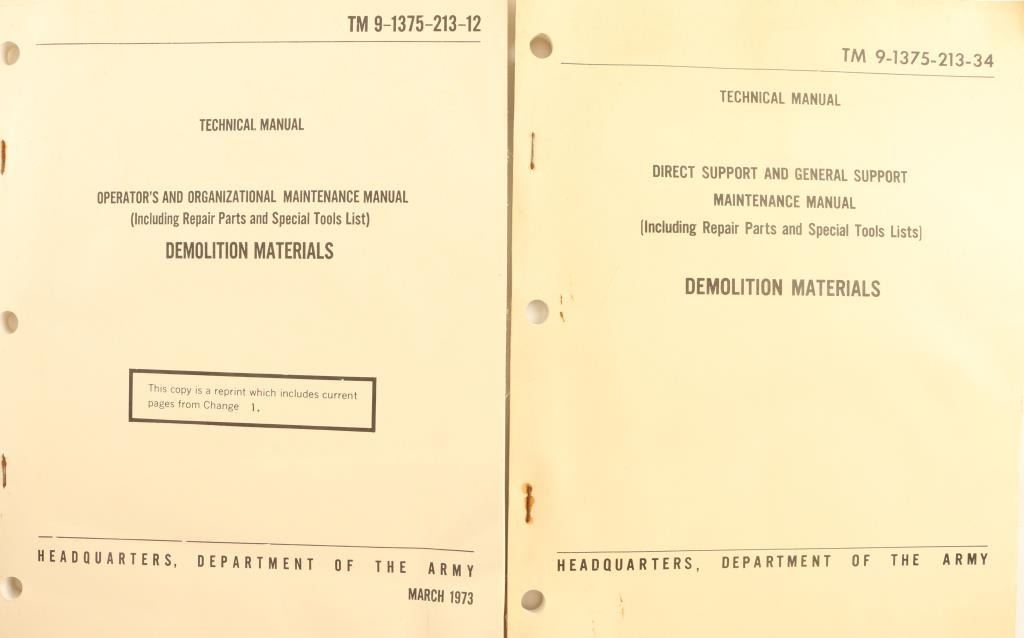 TM 9-1375-213-12
TECHNICAL MANUAL
OPERATOR'S AND ORGANIZATIONAL MAINTENANCE MANUAL
(Including Repair Parts and Special Tools List)
DEMOLITION MATERIALS
This copy is a reprint which includes current
pages from Change 1.
HEADQUARTERS, DEPARTMENT OF THE ARMY
MARCH 1973
TM 9-1375-213-34
TECHNICAL MANUAL
DIRECT SUPPORT AND GENERAL SUPPORT
MAINTENANCE MANUAL
(Including Repair Parts and Special Tools Lists)
DEMOLITION MATERIALS
HEADQUARTERS, DEPARTMENT OF THE ARMY